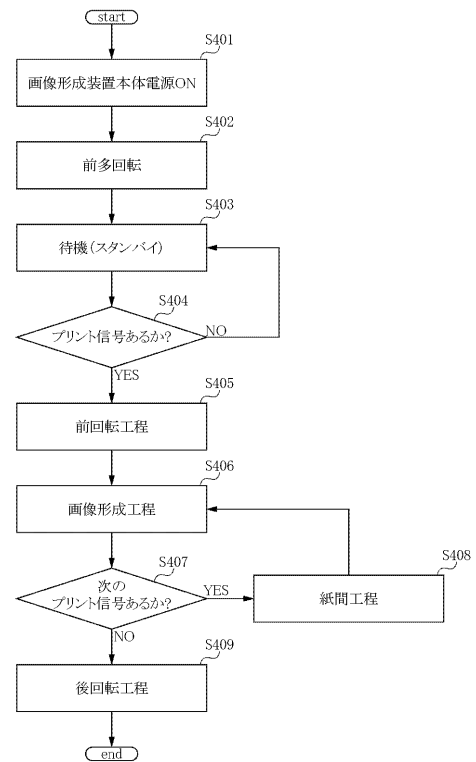 start
S401
画像形成装置本体電源ON
S402
前多回転
S403
待機(スタンバイ)
S404
プリント信号あるか?
NO
YES
S405
前回転工程
S406
画像形成工程
S407
次の
プリント信号あるか?
YES
S408
紙間工程
NO
S409
後回転工程
end